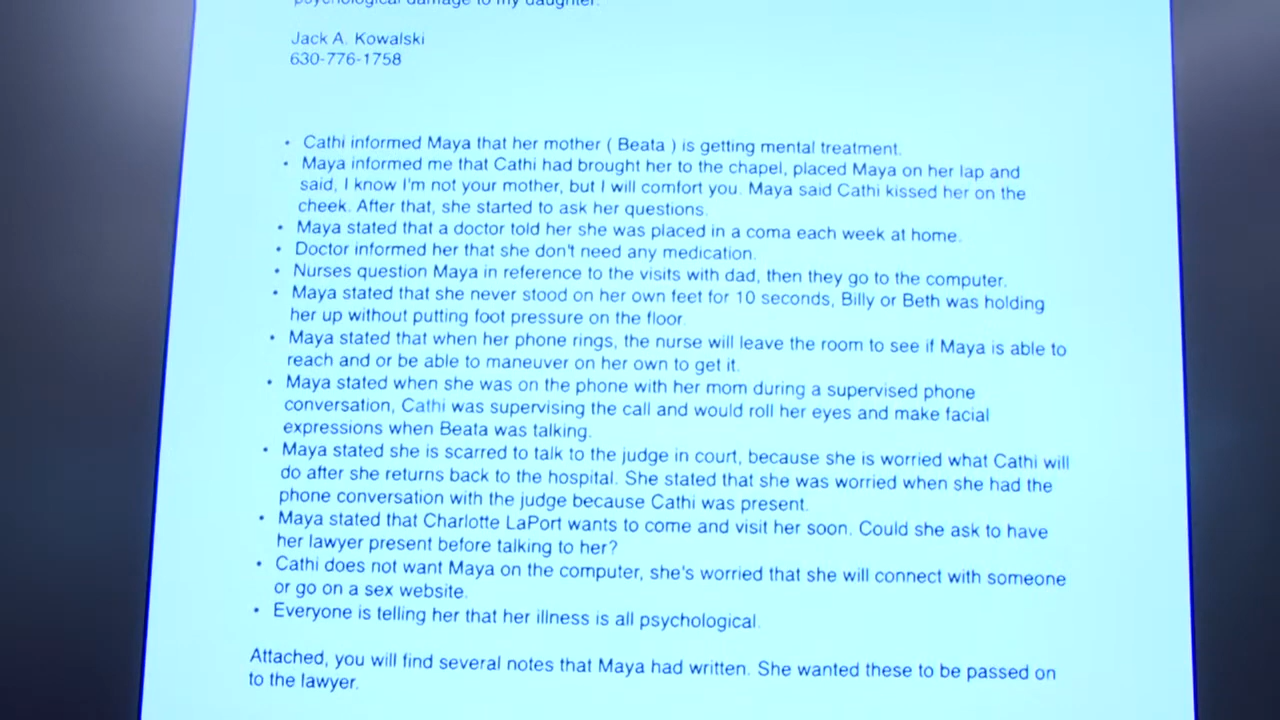 psychological damage to my daughter.
Jack A. Kowalski
630-776-1758
• Cathi informed Maya that her mother ( Beata ) is getting mental treatment.
• Maya informed me that Cathi had brought her to the chapel, placed Maya on her lap and
said, I know I'm not your mother, but I will comfort you. Maya said Cathi kissed her on the
cheek. After that, she started to ask her questions.
• Maya stated that a doctor told her she was placed in a coma each week at home.
• Doctor informed her that she don't need any medication.
• Nurses question Maya in reference to the visits with dad, then they go to the computer.
• Maya stated that she never stood on her own feet for 10 seconds, Billy or Beth was holding
her up without putting foot pressure on the floor.
• Maya stated that when her phone rings, the nurse will leave the room to see if Maya is able to
reach and or be able to maneuver on her own to get it.
• Maya stated when she was on the phone with her mom during a supervised phone
conversation, Cathi was supervising the call and would roll her eyes and make facial
expressions when Beata was talking.
• Maya stated she is scarred to talk to the judge in court, because she is worried what Cathi will
do after she returns back to the hospital. She stated that she was worried when she had the
phone conversation with the judge because Cathi was present.
• Maya stated that Charlotte LaPort wants to come and visit her soon. Could she ask to have
her lawyer present before talking to her?
• Cathi does not want Maya on the computer, she's worried that she will connect with someone
or go on a sex website.
• Everyone is telling her that her illness is all psychological.
Attached, you will find several notes that Maya had written. She wanted these to be passed on
to the lawyer.